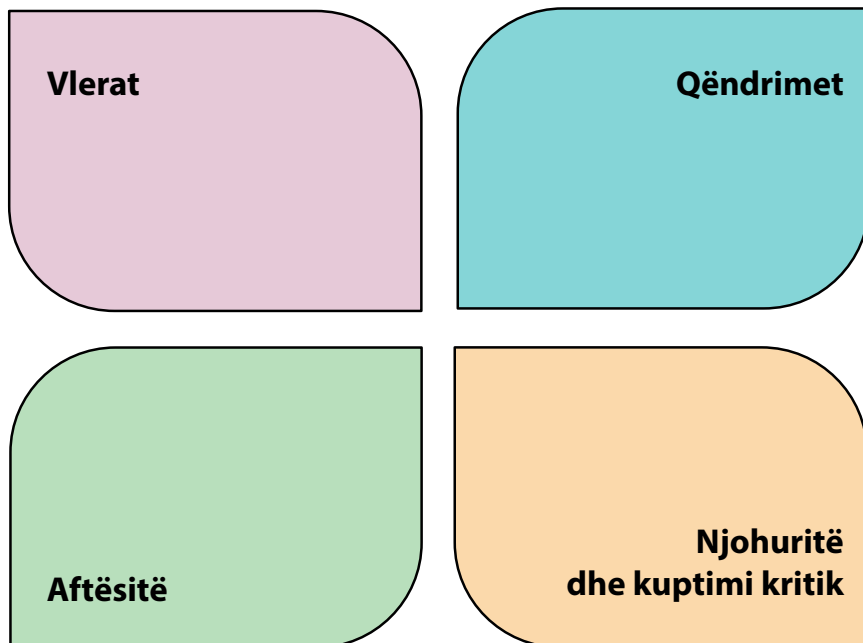 Vlerat
Qëndrimet
Aftësitë
Njohuritë
dhe kuptimi kritik